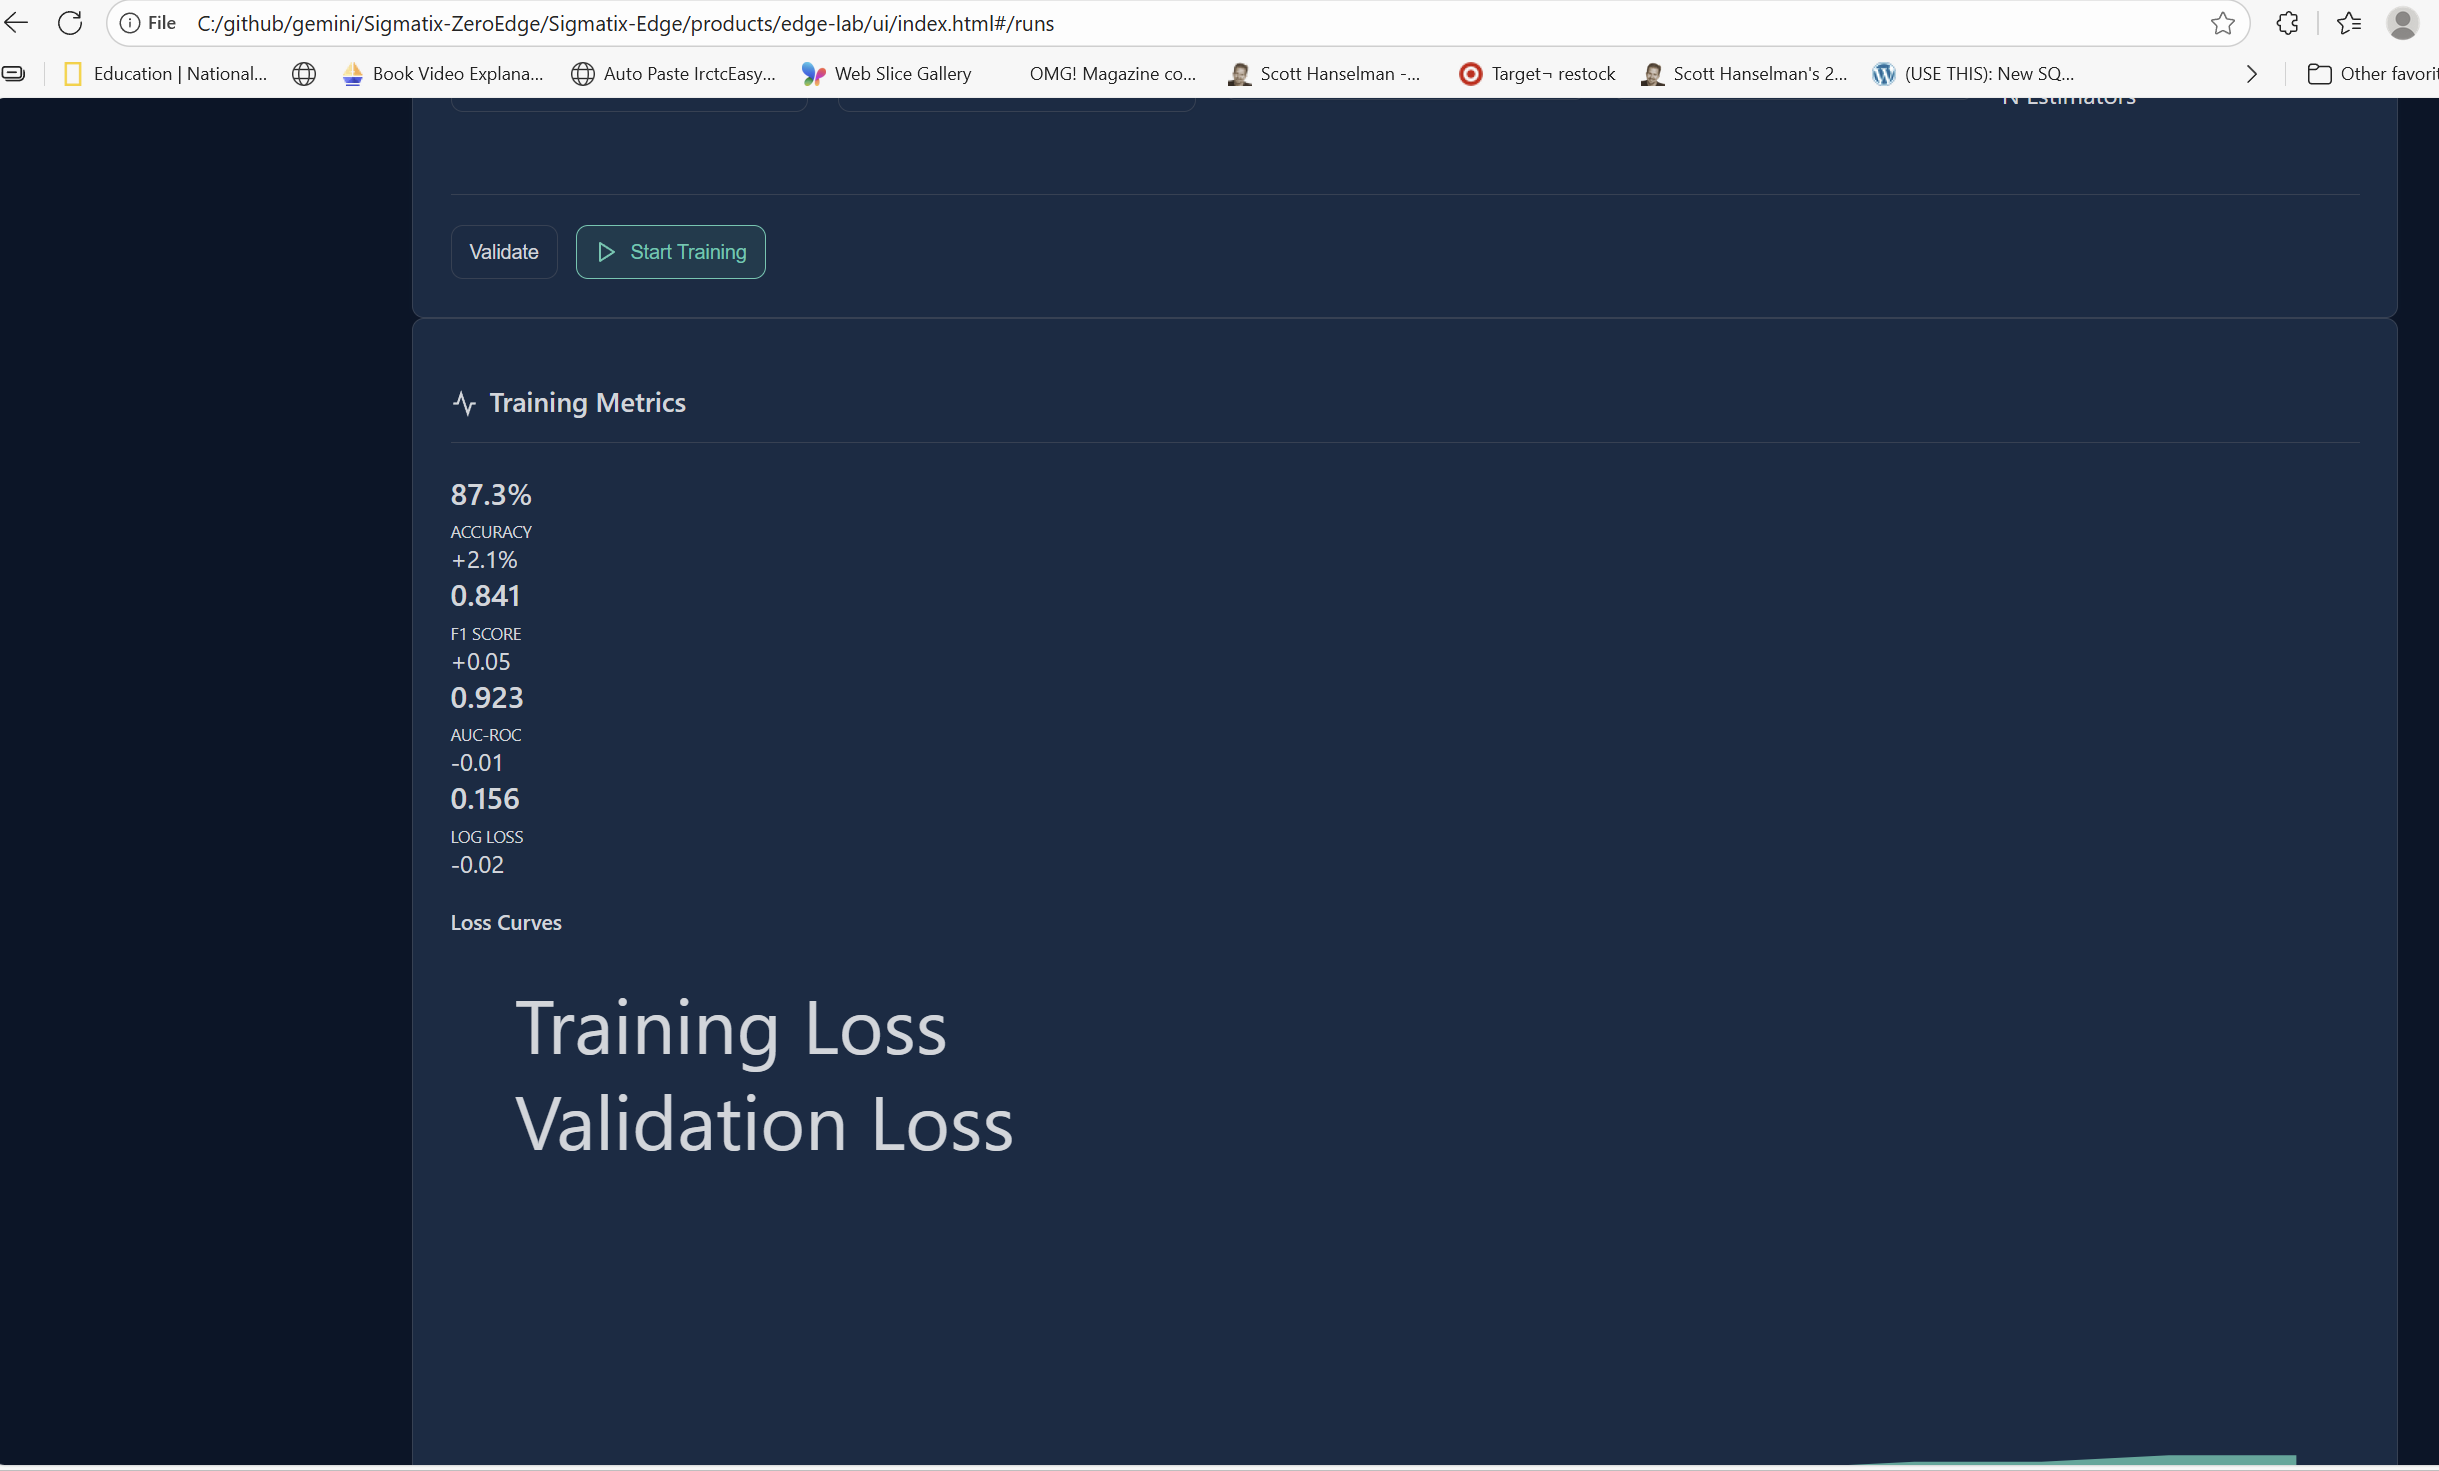 File C:/github/gemini/Sigmatix-ZeroEdge/Sigmatix-Edge/products/edge-lab/ui/index.html#/runs
Education | National... Book Video Explana... Auto Paste IrctcEasy... Web Slice Gallery OMG! Magazine co... Scott Hanselman -... Target¬ restock Scott Hanselman's 2... (USE THIS): New SQ... Other favori
N Estimators
Validate Start Training
Training Metrics
87.3%
ACCURACY
+2.1%
0.841
F1 SCORE
+0.05
0.923
AUC-ROC
-0.01
0.156
LOG LOSS
-0.02
Loss Curves
Training Loss
Validation Loss